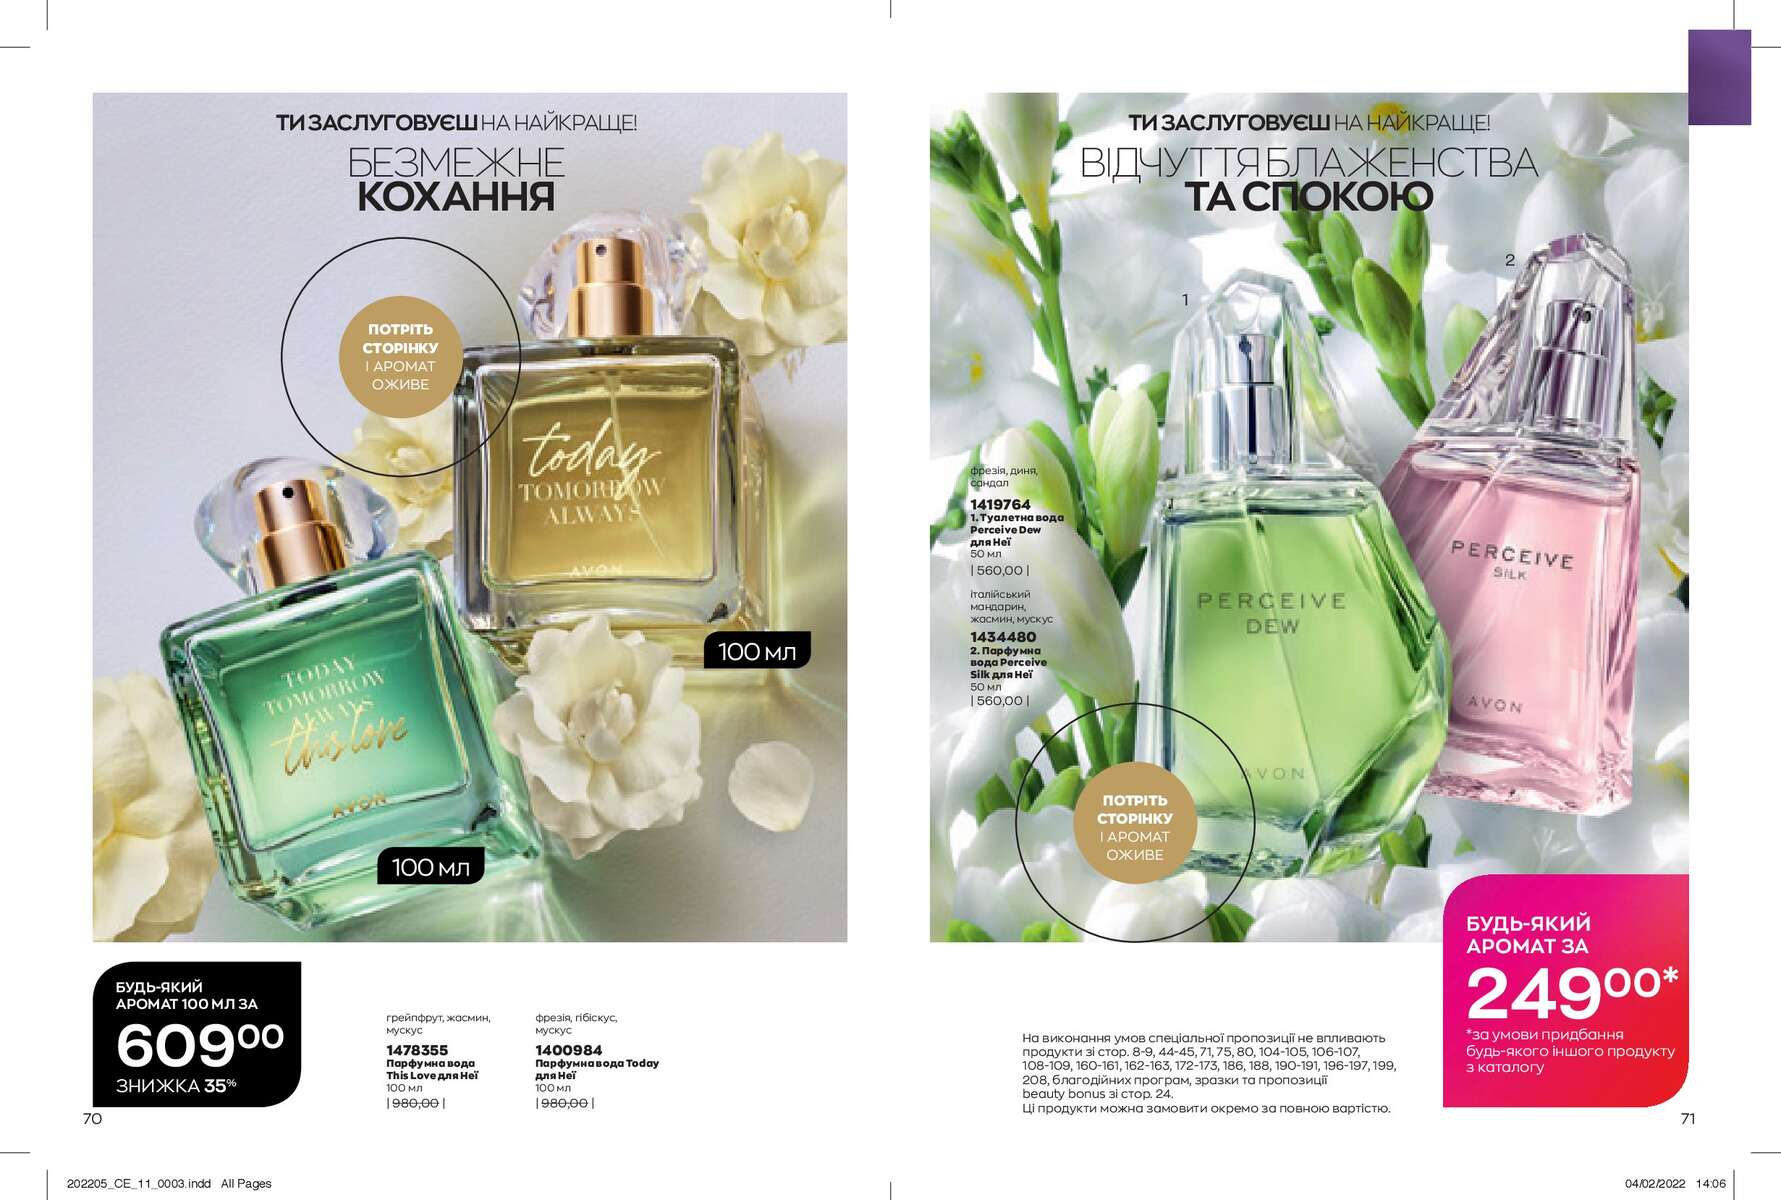 ТИ ЗАСЛУГОВУЄШ НА НАЙКРАЩЕ!
БЕЗМЕЖНЕ
КОХАННЯ
ПОТРІТЬ
СТОРІНКУ
І АРОМАТ
ОЖИВЕ
today
TOMORROW
ALWAYS
AVON
100 мл
TODAY
TOMORROW
ALWAYS
this love
AVON
100 мл
БУДЬ-ЯКИЙ
АРОМАТ 100 МЛ ЗА
609⁰⁰
ЗНИЖКА 35%
грейпфрут, жасмин,
мускус
1478355
Парфумна вода
This Love для Неї
100 мл
| 980,00 |
фрезія, гібіскус,
мускус
1400984
Парфумна вода Today
для Неї
100 мл
| 980,00 |
70
ТИ ЗАСЛУГОВУЄШ НА НАЙКРАЩЕ!
ВІДЧУТТЯ БЛАЖЕНСТВА
ТА СПОКОЮ
1
2
фрезія, диня,
сандал
1419764
1. Туалетна вода
Perceive Dew
для Неї
50 мл
| 560,00 |
італійський
мандарин,
жасмин, мускус
1434480
2. Парфумна
вода Perceive
Silk для Неї
50 мл
| 560,00 |
PERCEIVE
DEW
AVON
PERCEIVE
SILK
AVON
ПОТРІТЬ
СТОРІНКУ
І АРОМАТ
ОЖИВЕ
БУДЬ-ЯКИЙ
АРОМАТ ЗА
249⁰⁰*
*за умови придбання
будь-якого іншого продукту
з каталогу
На виконання умов спеціальної пропозиції не впливають
продукти зі стор. 8-9, 44-45, 71, 75, 80, 104-105, 106-107,
108-109, 160-161, 162-163, 172-173, 186, 188, 190-191, 196-197, 199,
208, благодійних програм, зразки та пропозиції
beauty bonus зі стор. 24.
Ці продукти можна замовити окремо за повною вартістю.
71
202205_CE_11_0003.indd All Pages
04/02/2022 14:06